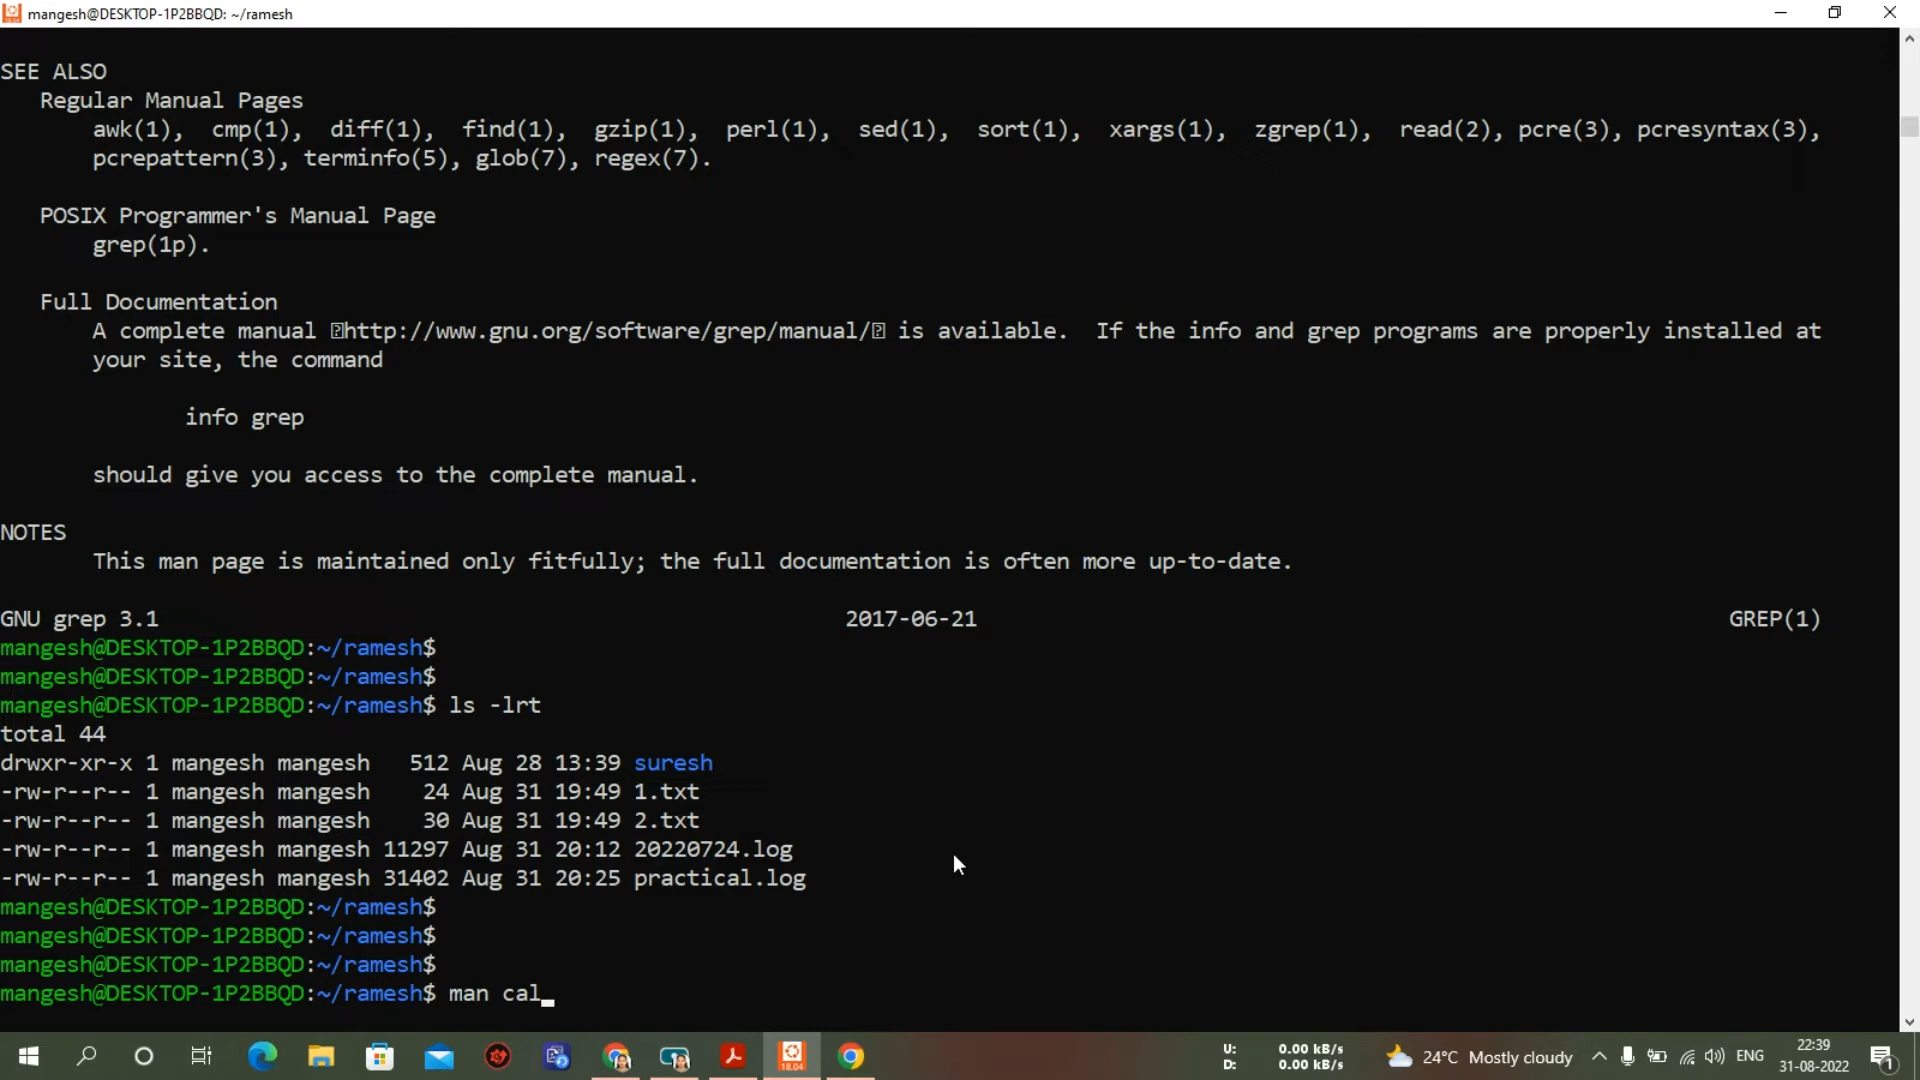 mangesh@DESKTOP-1P2BBQD: ~/ramesh
SEE ALSO
Regular Manual Pages
awk(1), cmp(1), diff(1), find(1), gzip(1), perl(1), sed(1), sort(1), xargs(1), zgrep(1), read(2), pcre(3), pcresyntax(3),
pcrepattern(3), terminfo(5), glob(7), regex(7).
POSIX Programmer's Manual Page
grep(1p).
Full Documentation
A complete manual ⍰http://www.gnu.org/software/grep/manual/⍰ is available. If the info and grep programs are properly installed at
your site, the command
info grep
should give you access to the complete manual.
NOTES
This man page is maintained only fitfully; the full documentation is often more up-to-date.
GNU grep 3.1 2017-06-21 GREP(1)
mangesh@DESKTOP-1P2BBQD:~/ramesh$
mangesh@DESKTOP-1P2BBQD:~/ramesh$
mangesh@DESKTOP-1P2BBQD:~/ramesh$ ls -lrt
total 44
drwxr-xr-x 1 mangesh mangesh 512 Aug 28 13:39 suresh
-rw-r--r-- 1 mangesh mangesh 24 Aug 31 19:49 1.txt
-rw-r--r-- 1 mangesh mangesh 30 Aug 31 19:49 2.txt
-rw-r--r-- 1 mangesh mangesh 11297 Aug 31 20:12 20220724.log
-rw-r--r-- 1 mangesh mangesh 31402 Aug 31 20:25 practical.log
mangesh@DESKTOP-1P2BBQD:~/ramesh$
mangesh@DESKTOP-1P2BBQD:~/ramesh$
mangesh@DESKTOP-1P2BBQD:~/ramesh$
mangesh@DESKTOP-1P2BBQD:~/ramesh$ man cal_
18.04
U: 0.00 kB/s
D: 0.00 kB/s
24°C Mostly cloudy
ENG
22:39
31-08-2022
1